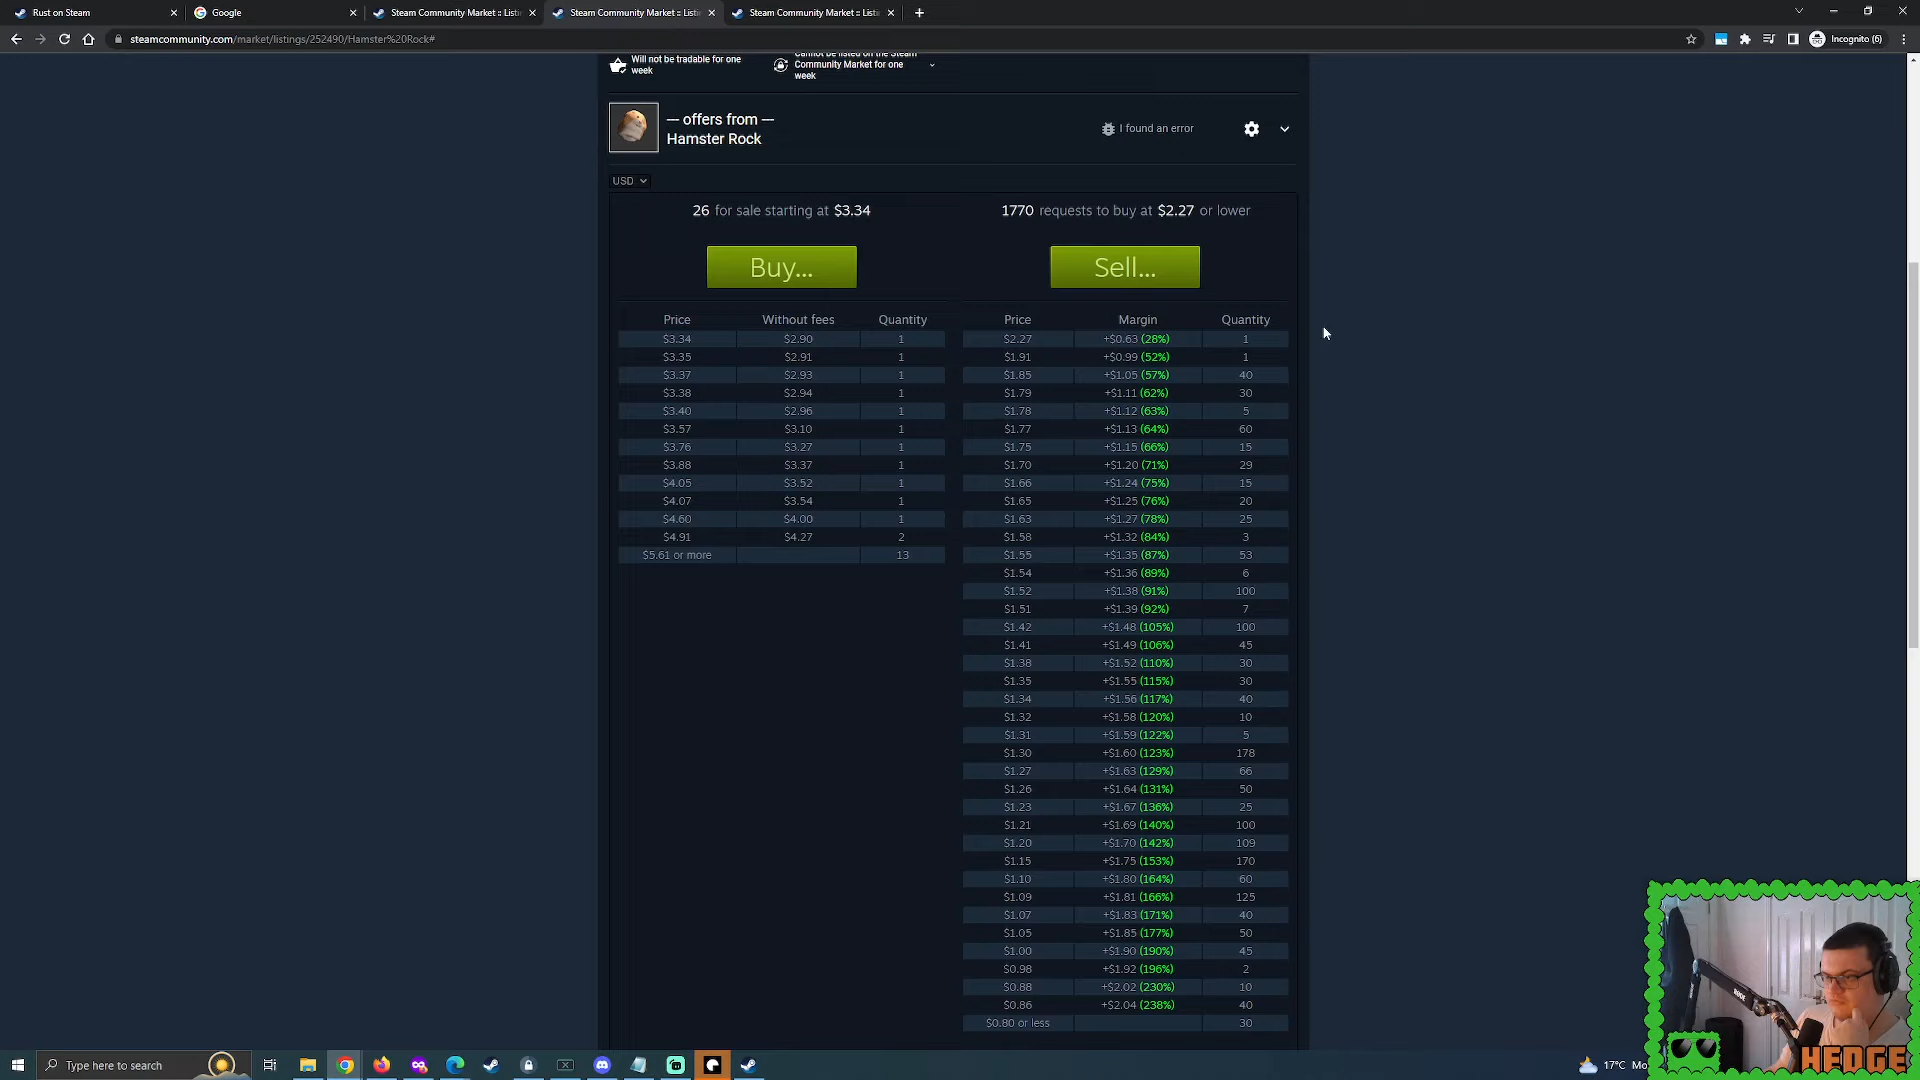 Rust on Steam
Google
Steam Community Market :: Listi
Steam Community Market :: Listi
Steam Community Market :: Listi
steamcommunity.com/market/listings/252490/Hamster%20Rock#
Incognito (6)
Will not be tradable for one
week
Cannot be listed on the Steam
Community Market for one
week
— offers from —
Hamster Rock
I found an error
USD
26 for sale starting at $3.34
1770 requests to buy at $2.27 or lower
Buy...
Sell...
Price Without fees Quantity
$3.34 $2.90 1
$3.35 $2.91 1
$3.37 $2.93 1
$3.38 $2.94 1
$3.40 $2.96 1
$3.57 $3.10 1
$3.76 $3.27 1
$3.88 $3.37 1
$4.05 $3.52 1
$4.07 $3.54 1
$4.60 $4.00 1
$4.91 $4.27 2
$5.61 or more 13
Price Margin Quantity
$2.27 +$0.63 (28%) 1
$1.91 +$0.99 (52%) 1
$1.85 +$1.05 (57%) 40
$1.79 +$1.11 (62%) 30
$1.78 +$1.12 (63%) 5
$1.77 +$1.13 (64%) 60
$1.75 +$1.15 (66%) 15
$1.70 +$1.20 (71%) 29
$1.66 +$1.24 (75%) 15
$1.65 +$1.25 (76%) 20
$1.63 +$1.27 (78%) 25
$1.58 +$1.32 (84%) 3
$1.55 +$1.35 (87%) 53
$1.54 +$1.36 (89%) 6
$1.52 +$1.38 (91%) 100
$1.51 +$1.39 (92%) 7
$1.42 +$1.48 (105%) 100
$1.41 +$1.49 (106%) 45
$1.38 +$1.52 (110%) 30
$1.35 +$1.55 (115%) 30
$1.34 +$1.56 (117%) 40
$1.32 +$1.58 (120%) 10
$1.31 +$1.59 (122%) 5
$1.30 +$1.60 (123%) 178
$1.27 +$1.63 (129%) 66
$1.26 +$1.64 (131%) 50
$1.23 +$1.67 (136%) 25
$1.21 +$1.69 (140%) 100
$1.20 +$1.70 (142%) 109
$1.15 +$1.75 (153%) 170
$1.10 +$1.80 (164%) 60
$1.09 +$1.81 (166%) 125
$1.07 +$1.83 (171%) 40
$1.05 +$1.85 (177%) 50
$1.00 +$1.90 (190%) 45
$0.98 +$1.92 (196%) 2
$0.88 +$2.02 (230%) 10
$0.86 +$2.04 (238%) 40
$0.80 or less 30
Type here to search
17°C Mo
HEDGE